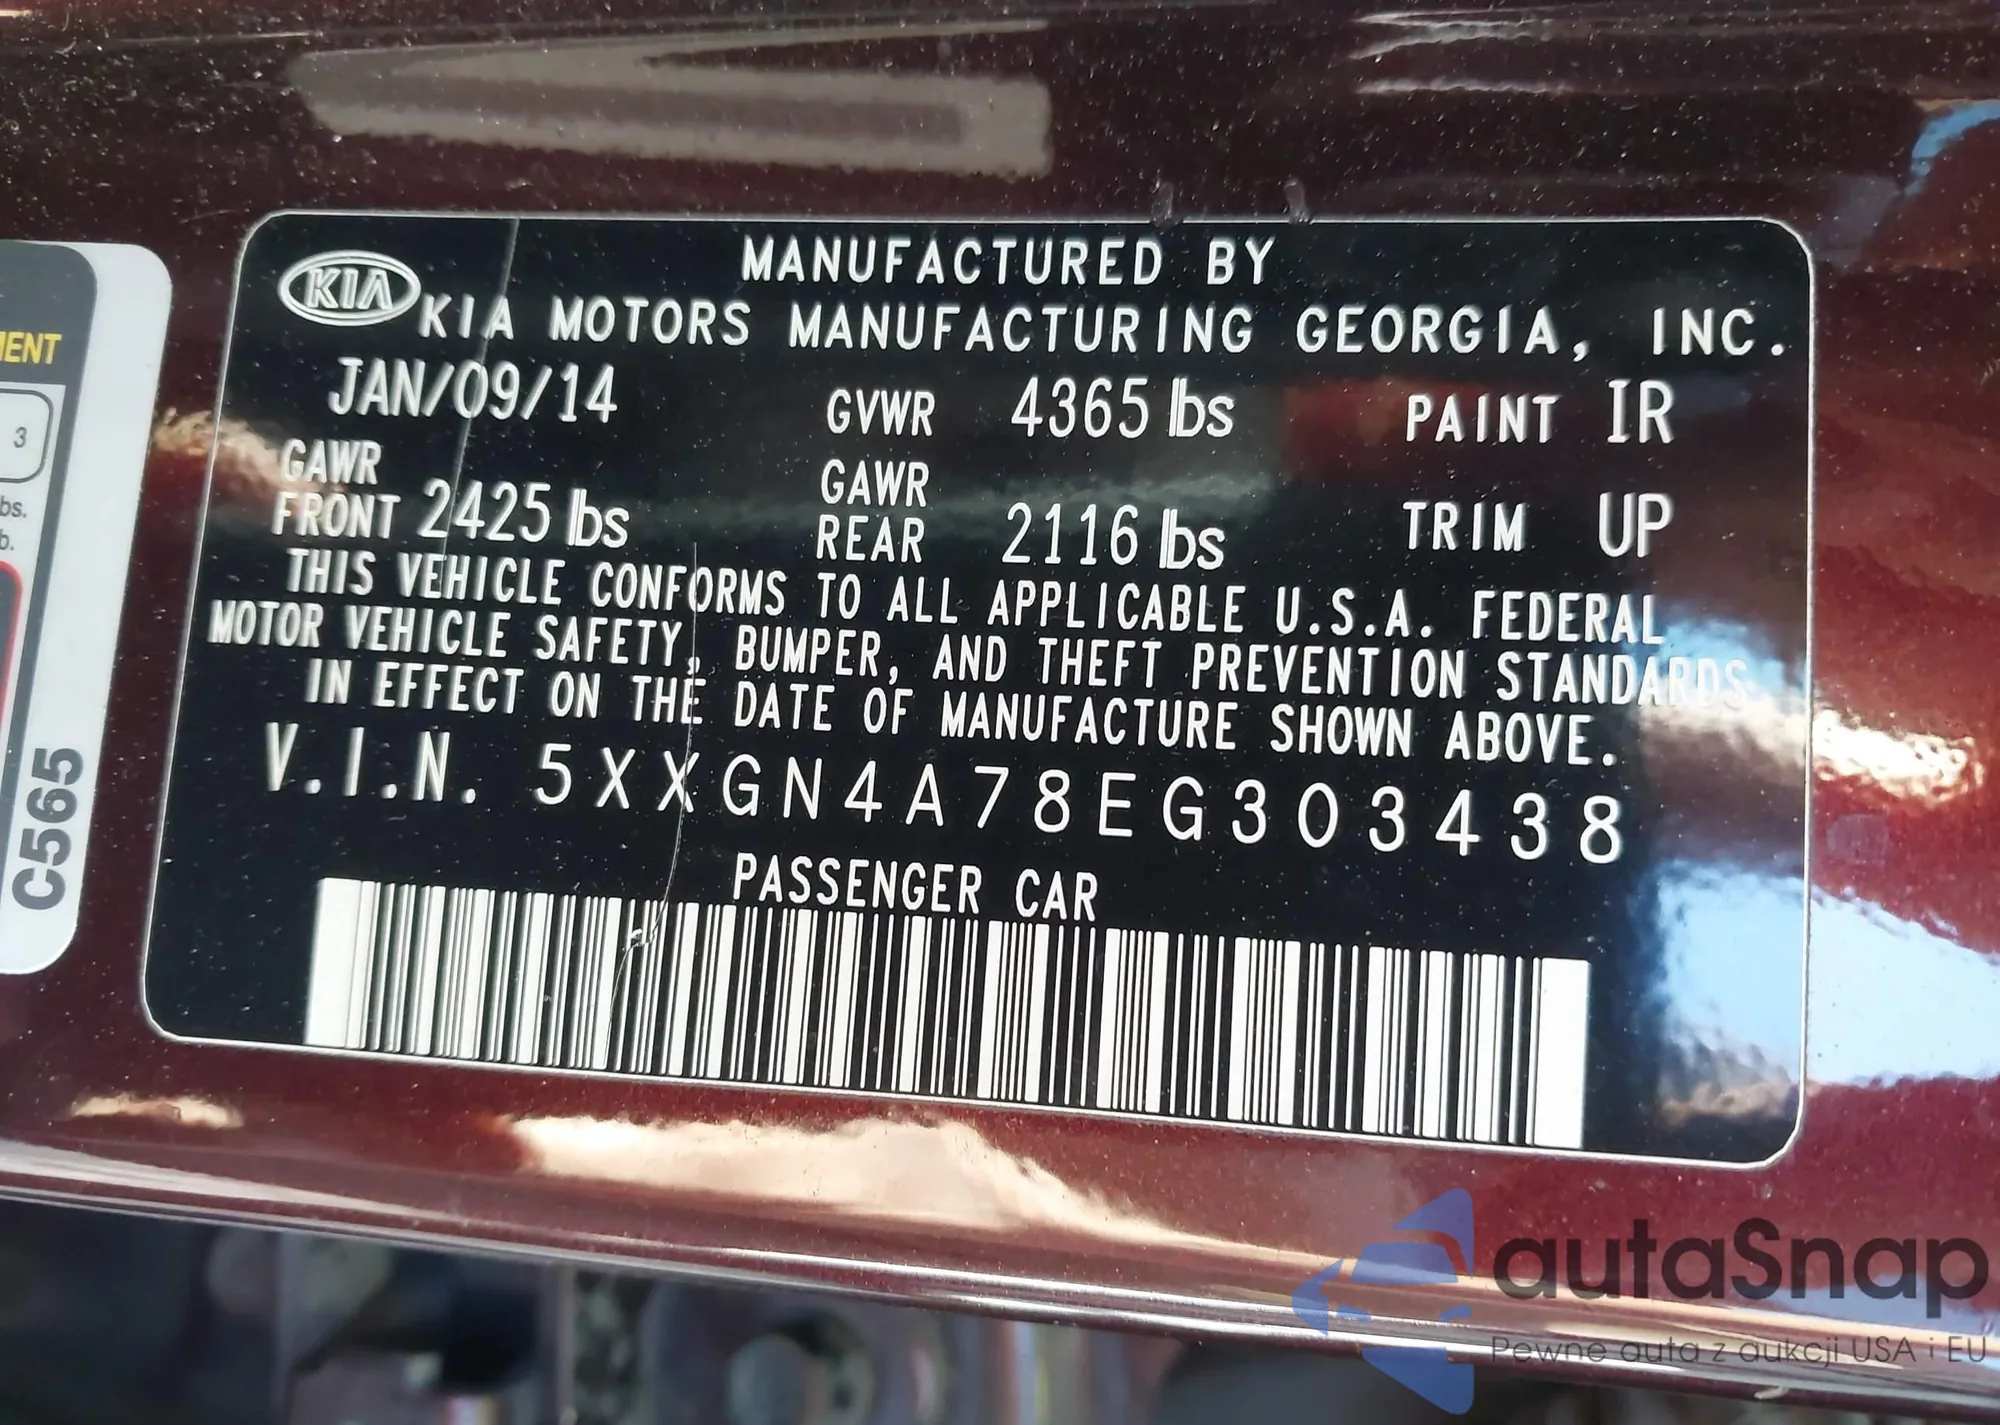 KIA
MANUFACTURED BY
KIA MOTORS MANUFACTURING GEORGIA, INC.
JAN/09/14 GVWR 4365 lbs PAINT IR
GAWR FRONT 2425 lbs GAWR REAR 2116 lbs TRIM UP
THIS VEHICLE CONFORMS TO ALL APPLICABLE U.S.A. FEDERAL
MOTOR VEHICLE SAFETY, BUMPER, AND THEFT PREVENTION STANDARDS
IN EFFECT ON THE DATE OF MANUFACTURE SHOWN ABOVE.
V.I.N. 5XXGN4A78EG303438
PASSENGER CAR
3
bs.
b.
C565
autaSnap
Pewne auta z aukcji USA i EU